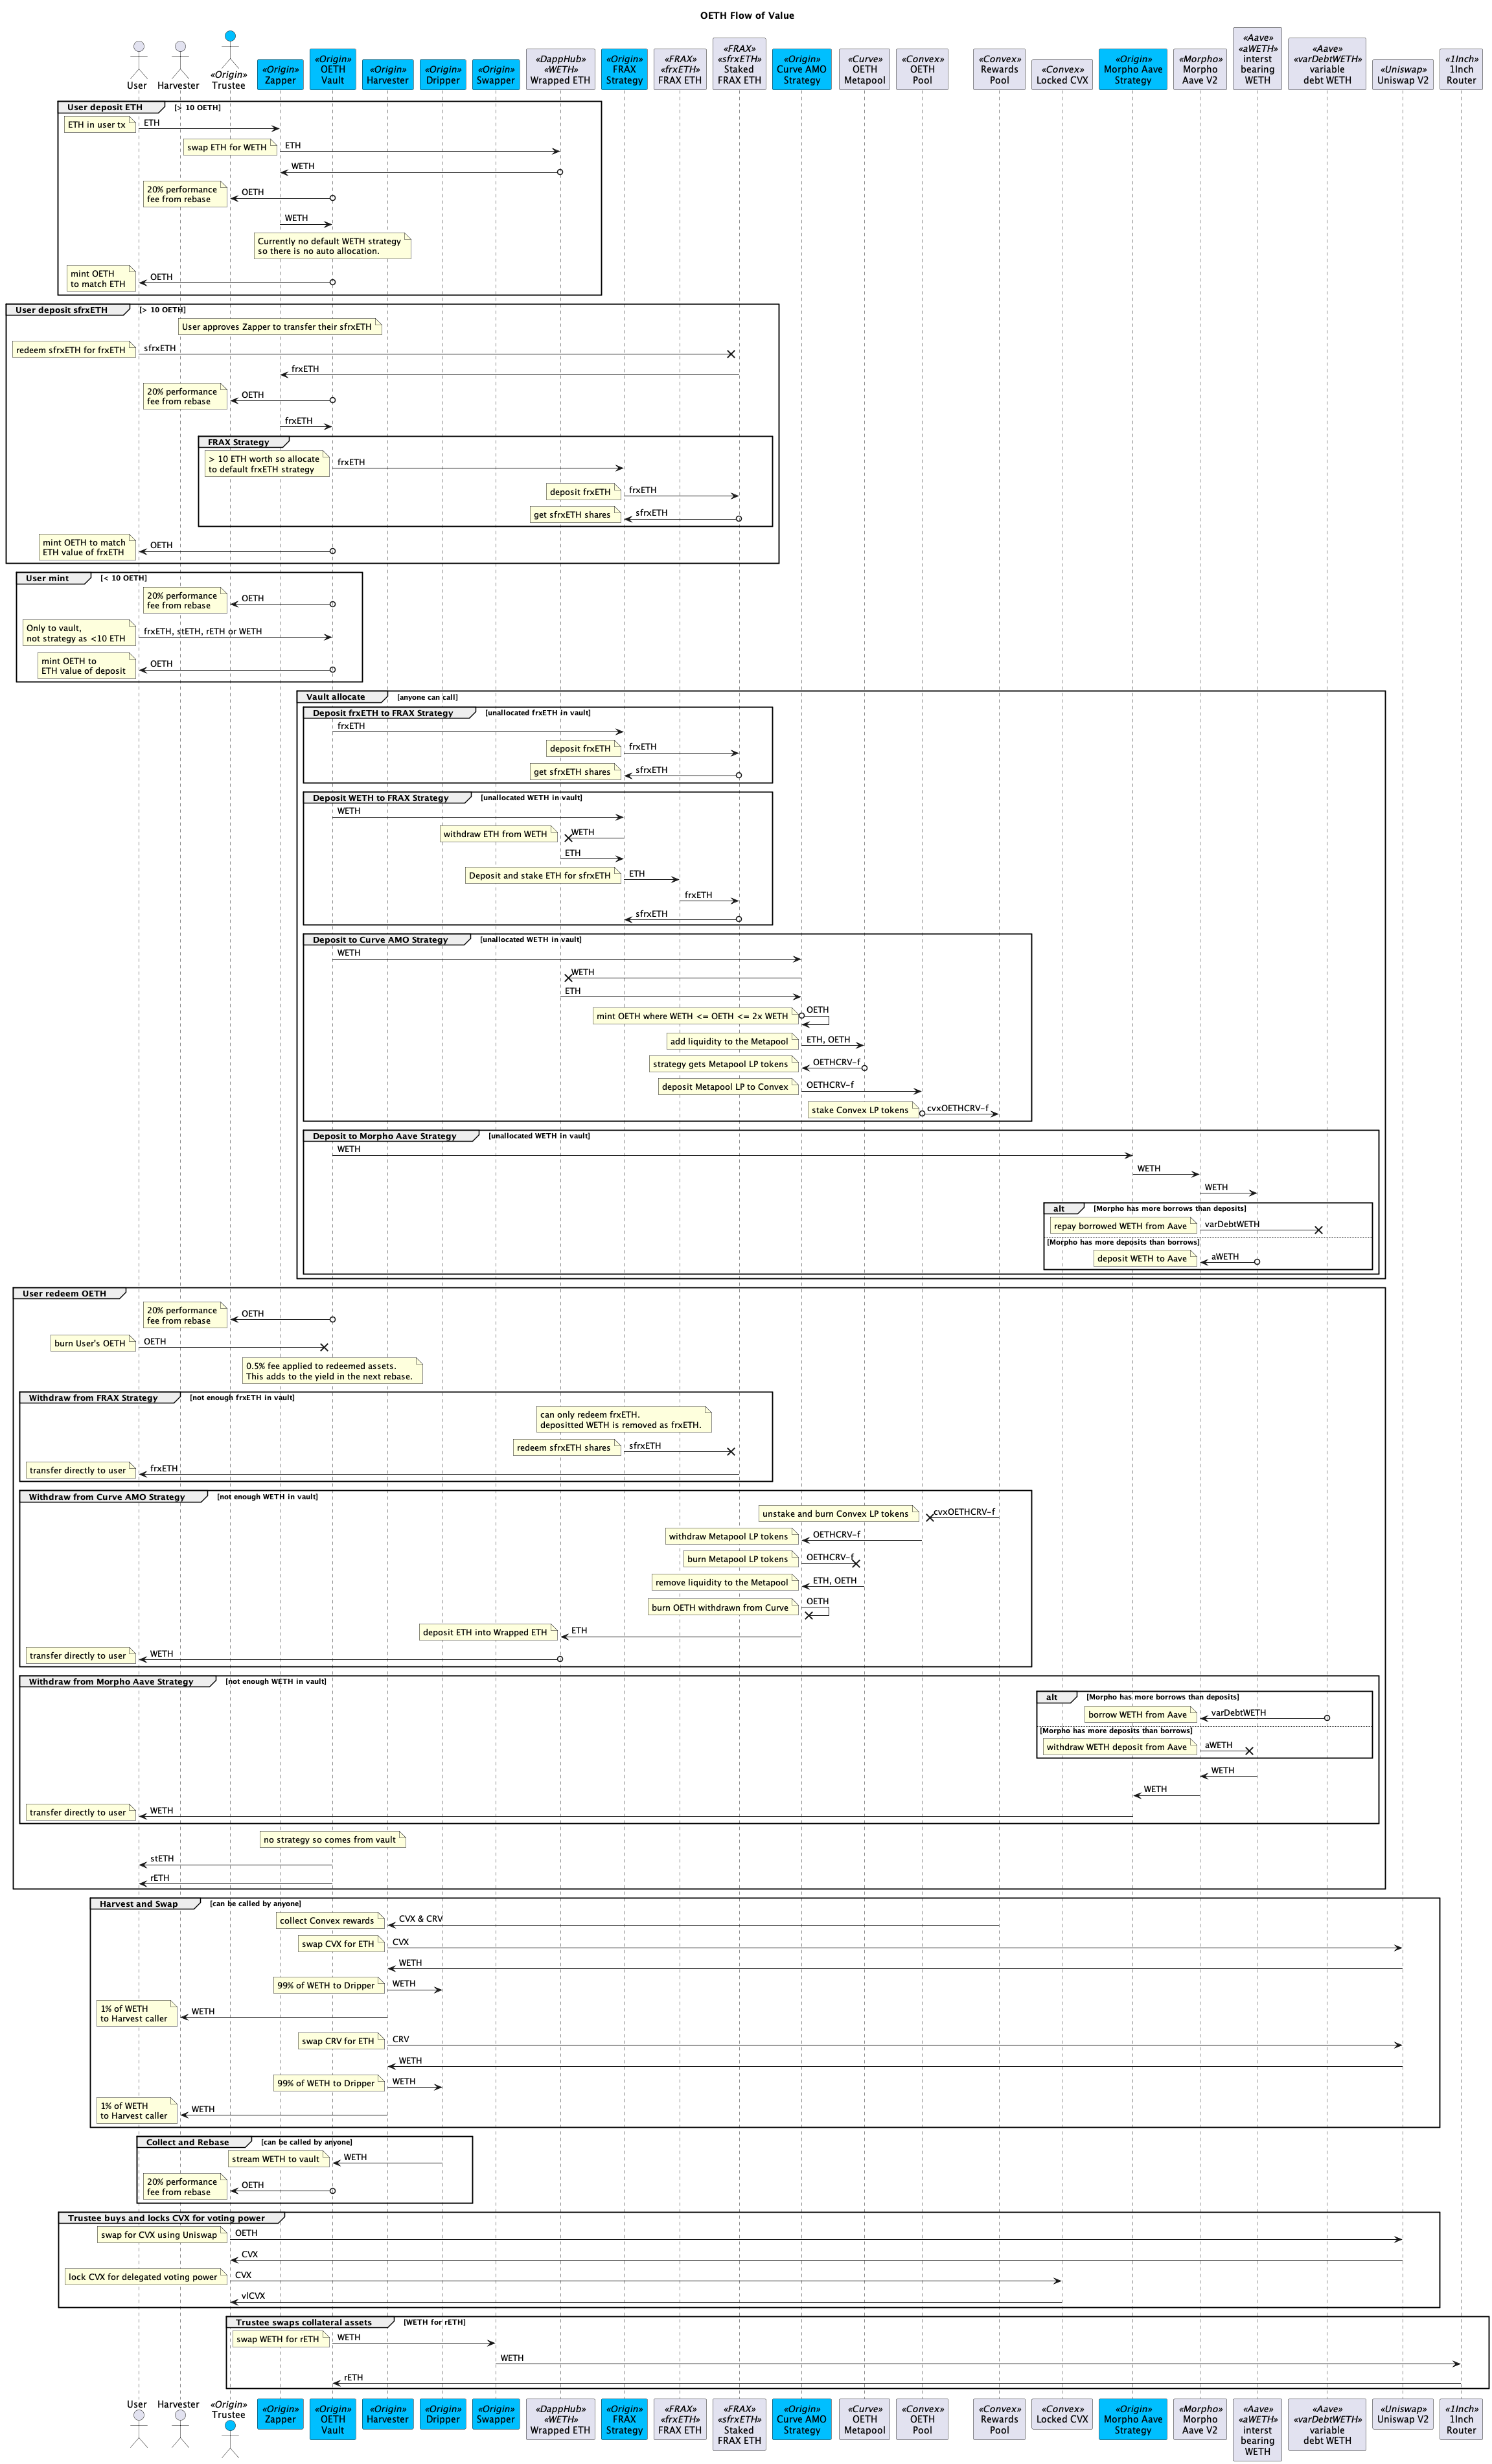 OETH Flow of Value
User
Harvester
«Origin»
Trustee
«Origin»
Zapper
«Origin»
OETH
Vault
«Origin»
Harvester
«Origin»
Dripper
«Origin»
Swapper
«DappHub»
«WETH»
Wrapped ETH
«Origin»
FRAX
Strategy
«FRAX»
«frxETH»
FRAX ETH
«FRAX»
«sfrxETH»
Staked
FRAX ETH
«Origin»
Curve AMO
Strategy
«Curve»
OETH
Metapool
«Convex»
OETH
Pool
«Convex»
Rewards
Pool
«Convex»
Locked CVX
«Origin»
Morpho Aave
Strategy
«Morpho»
Morpho
Aave V2
«Aave»
«aWETH»
interst
bearing
WETH
«Aave»
«varDebtWETH»
variable
debt WETH
«Uniswap»
Uniswap V2
«1Inch»
1Inch
Router
User deposit ETH [> 10 OETH]
ETH in user tx ETH
swap ETH for WETH ETH
WETH
20% performance
fee from rebase OETH
WETH
Currently no default WETH strategy
so there is no auto allocation.
mint OETH
to match ETH OETH
User deposit sfrxETH [> 10 OETH]
User approves Zapper to transfer their sfrxETH
redeem sfrxETH for frxETH sfrxETH
frxETH
20% performance
fee from rebase OETH
frxETH
FRAX Strategy
> 10 ETH worth so allocate
to default frxETH strategy frxETH
deposit frxETH frxETH
get sfrxETH shares sfrxETH
mint OETH to match
ETH value of frxETH OETH
User mint [< 10 OETH]
20% performance
fee from rebase OETH
Only to vault,
not strategy as <10 ETH frxETH, stETH, rETH or WETH
mint OETH to
ETH value of deposit OETH
Vault allocate [anyone can call]
Deposit frxETH to FRAX Strategy [unallocated frxETH in vault]
frxETH
deposit frxETH frxETH
get sfrxETH shares sfrxETH
Deposit WETH to FRAX Strategy [unallocated WETH in vault]
WETH
withdraw ETH from WETH WETH
ETH
Deposit and stake ETH for sfrxETH ETH
frxETH
sfrxETH
Deposit to Curve AMO Strategy [unallocated WETH in vault]
WETH
WETH
ETH
mint OETH where WETH <= OETH <= 2x WETH OETH
add liquidity to the Metapool ETH, OETH
strategy gets Metapool LP tokens OETHCRV-f
deposit Metapool LP to Convex OETHCRV-f
stake Convex LP tokens cvxOETHCRV-f
Deposit to Morpho Aave Strategy [unallocated WETH in vault]
WETH
WETH
WETH
alt [Morpho has more borrows than deposits]
repay borrowed WETH from Aave varDebtWETH
[Morpho has more deposits than borrows]
deposit WETH to Aave aWETH
User redeem OETH
20% performance
fee from rebase OETH
burn User's OETH OETH
0.5% fee applied to redeemed assets.
This adds to the yield in the next rebase.
Withdraw from FRAX Strategy [not enough frxETH in vault]
can only redeem frxETH.
depositted WETH is removed as frxETH.
redeem sfrxETH shares sfrxETH
transfer directly to user frxETH
Withdraw from Curve AMO Strategy [not enough WETH in vault]
unstake and burn Convex LP tokens cvxOETHCRV-f
withdraw Metapool LP tokens OETHCRV-f
burn Metapool LP tokens OETHCRV-f
remove liquidity to the Metapool ETH, OETH
burn OETH withdrawn from Curve OETH
deposit ETH into Wrapped ETH ETH
transfer directly to user WETH
Withdraw from Morpho Aave Strategy [not enough WETH in vault]
alt [Morpho has more borrows than deposits]
borrow WETH from Aave varDebtWETH
[Morpho has more deposits than borrows]
withdraw WETH deposit from Aave aWETH
WETH
WETH
transfer directly to user WETH
no strategy so comes from vault
stETH
rETH
Harvest and Swap [can be called by anyone]
collect Convex rewards CVX & CRV
swap CVX for ETH CVX
WETH
99% of WETH to Dripper WETH
1% of WETH
to Harvest caller WETH
swap CRV for ETH CRV
WETH
99% of WETH to Dripper WETH
1% of WETH
to Harvest caller WETH
Collect and Rebase [can be called by anyone]
stream WETH to vault WETH
20% performance
fee from rebase OETH
Trustee buys and locks CVX for voting power
swap for CVX using Uniswap OETH
CVX
lock CVX for delegated voting power CVX
vlCVX
Trustee swaps collateral assets [WETH for rETH]
swap WETH for rETH WETH
WETH
rETH
User
Harvester
«Origin»
Trustee
«Origin»
Zapper
«Origin»
OETH
Vault
«Origin»
Harvester
«Origin»
Dripper
«Origin»
Swapper
«DappHub»
«WETH»
Wrapped ETH
«Origin»
FRAX
Strategy
«FRAX»
«frxETH»
FRAX ETH
«FRAX»
«sfrxETH»
Staked
FRAX ETH
«Origin»
Curve AMO
Strategy
«Curve»
OETH
Metapool
«Convex»
OETH
Pool
«Convex»
Rewards
Pool
«Convex»
Locked CVX
«Origin»
Morpho Aave
Strategy
«Morpho»
Morpho
Aave V2
«Aave»
«aWETH»
interst
bearing
WETH
«Aave»
«varDebtWETH»
variable
debt WETH
«Uniswap»
Uniswap V2
«1Inch»
1Inch
Router